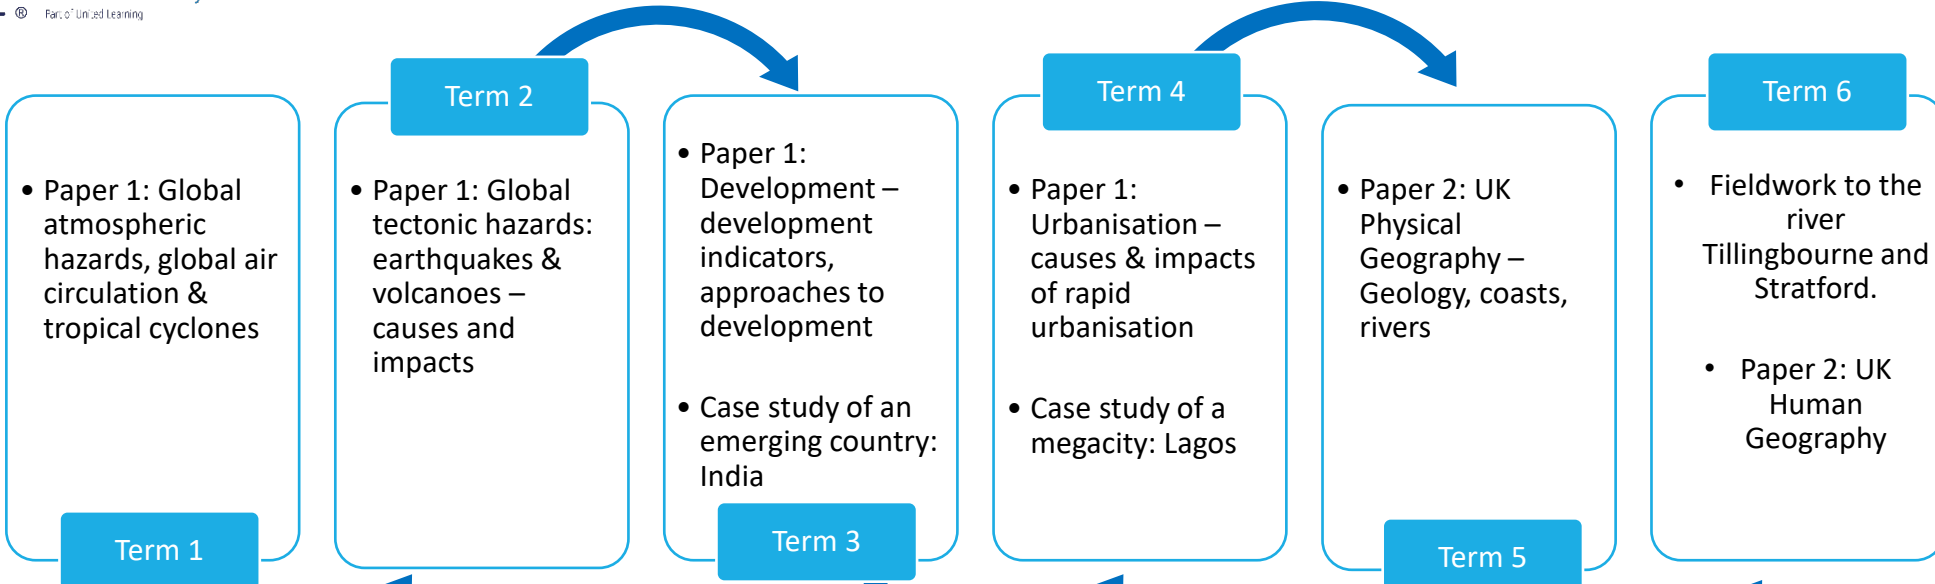 ® Part of United Learning
• Paper 1: Global
atmospheric
hazards, global air
circulation &
tropical cyclones
Term 1
Term 2
• Paper 1: Global
tectonic hazards:
earthquakes &
volcanoes –
causes and
impacts
• Paper 1:
Development –
development
indicators,
approaches to
development
• Case study of an
emerging country:
India
Term 3
Term 4
• Paper 1:
Urbanisation –
causes & impacts
of rapid
urbanisation
• Case study of a
megacity: Lagos
• Paper 2: UK
Physical
Geography –
Geology, coasts,
rivers
Term 5
Term 6
• Fieldwork to the
river
Tillingbourne and
Stratford.
• Paper 2: UK
Human
Geography